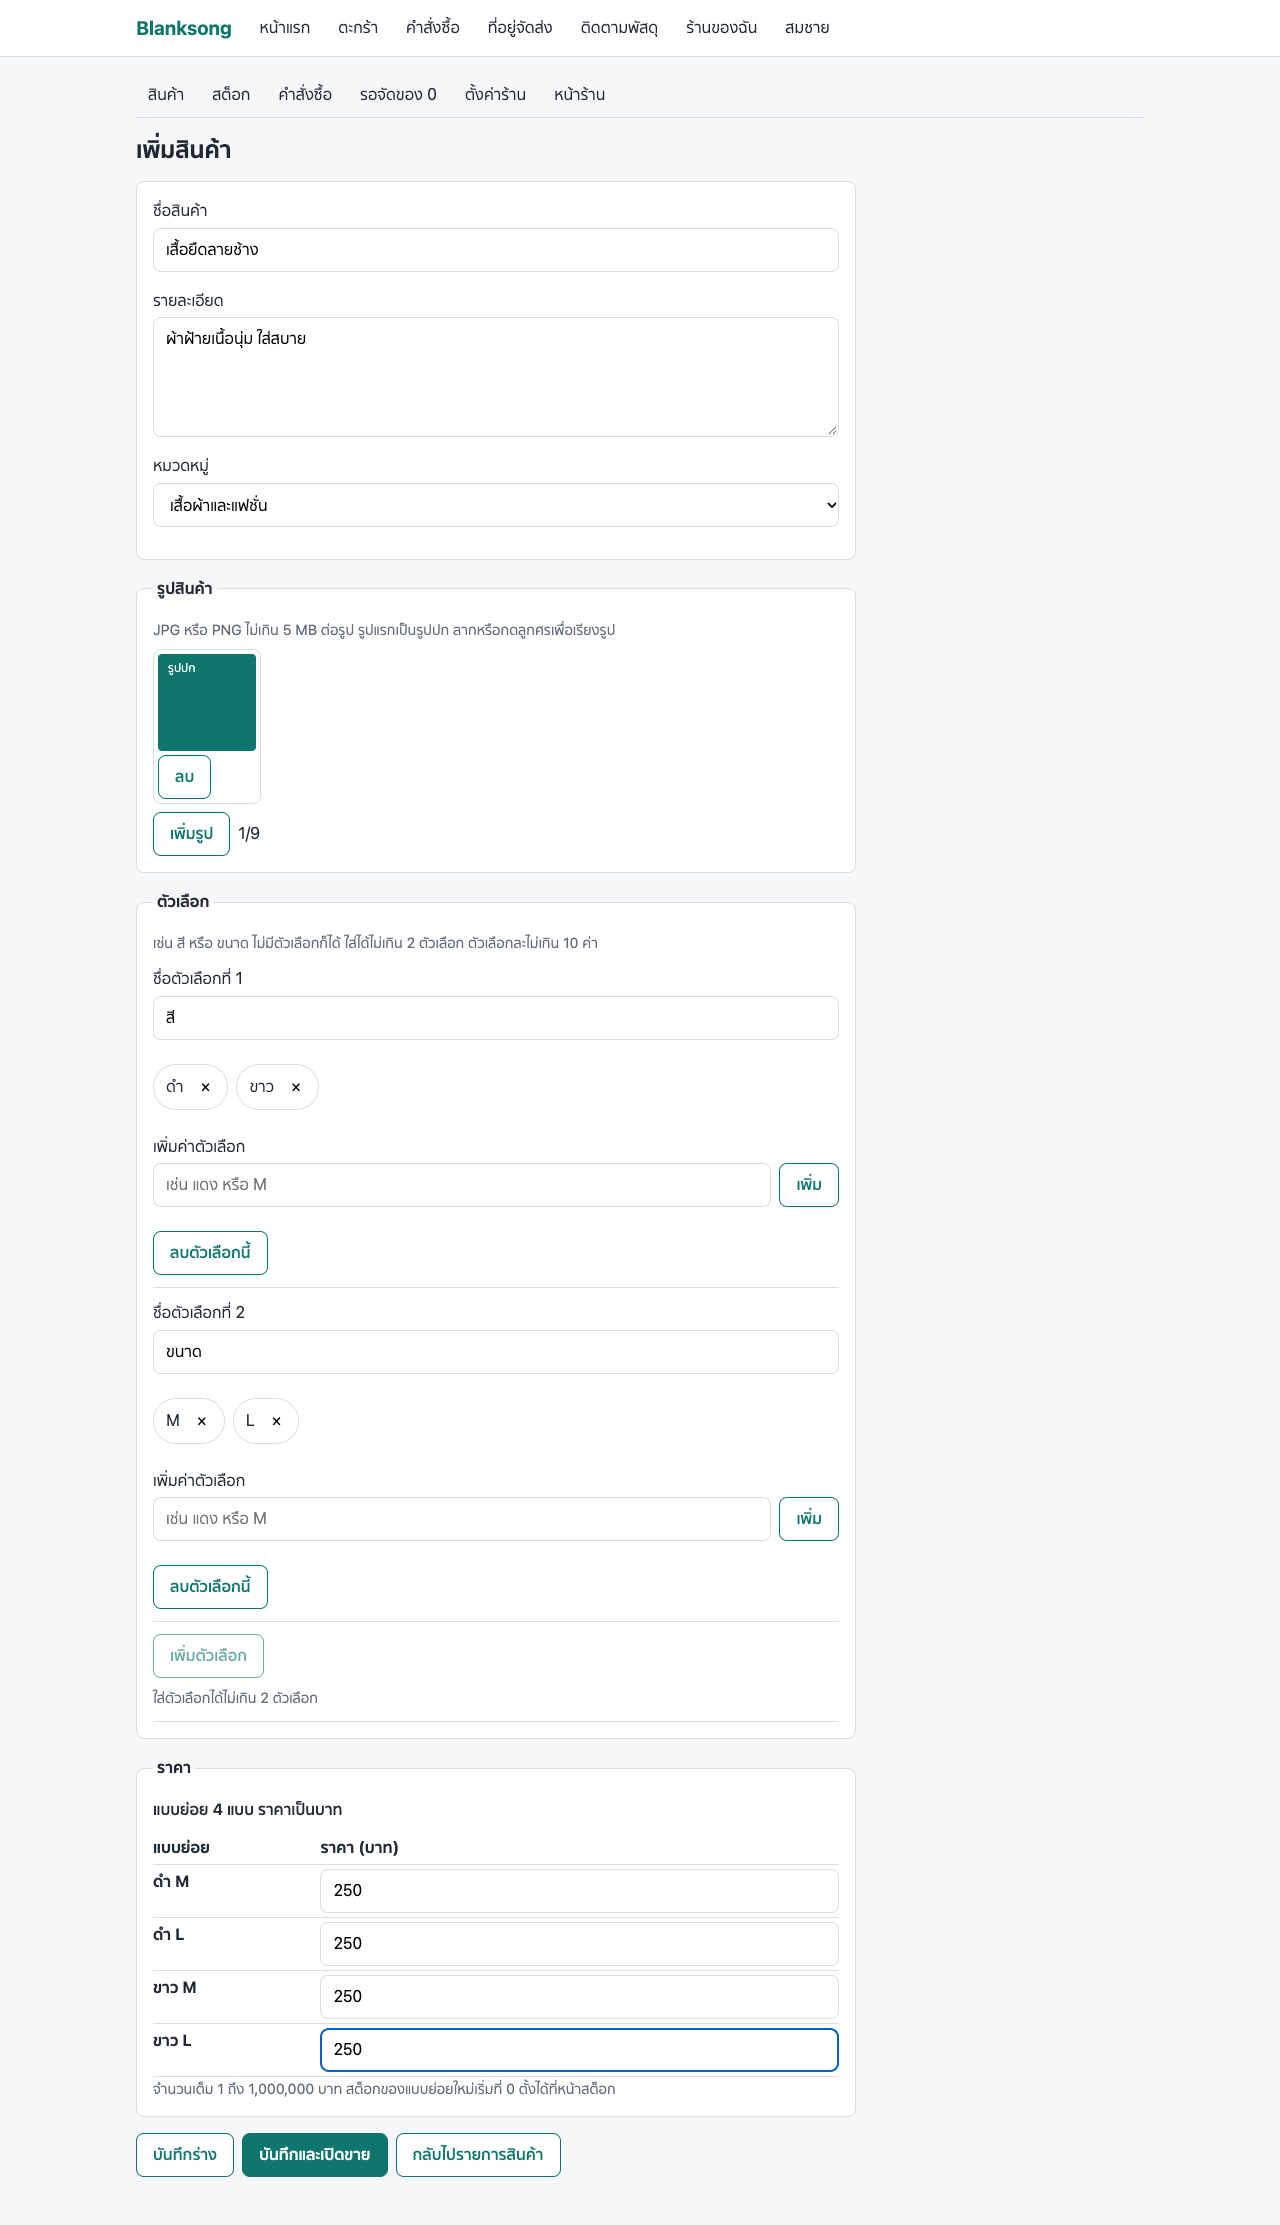 Blanksong หน้าแรก ตะกร้า คำสั่งซื้อ ที่อยู่จัดส่ง ติดตามพัสดุ ร้านของฉัน สมชาย
สินค้า สต็อก คำสั่งซื้อ รอจัดของ 0 ตั้งค่าร้าน หน้าร้าน
เพิ่มสินค้า
ชื่อสินค้า
เสื้อยืดลายช้าง
รายละเอียด
ผ้าฝ้ายเนื้อนุ่ม ใส่สบาย
หมวดหมู่
เสื้อผ้าและแฟชั่น
รูปสินค้า
JPG หรือ PNG ไม่เกิน 5 MB ต่อรูป รูปแรกเป็นรูปปก ลากหรือกดลูกศรเพื่อเรียงรูป
รูปปก
ลบ
เพิ่มรูป 1/9
ตัวเลือก
เช่น สี หรือ ขนาด ไม่มีตัวเลือกก็ได้ ใส่ได้ไม่เกิน 2 ตัวเลือก ตัวเลือกละไม่เกิน 10 ค่า
ชื่อตัวเลือกที่ 1
สี
ดำ × ขาว ×
เพิ่มค่าตัวเลือก
เช่น แดง หรือ M เพิ่ม
ลบตัวเลือกนี้
ชื่อตัวเลือกที่ 2
ขนาด
M × L ×
เพิ่มค่าตัวเลือก
เช่น แดง หรือ M เพิ่ม
ลบตัวเลือกนี้
เพิ่มตัวเลือก
ใส่ตัวเลือกได้ไม่เกิน 2 ตัวเลือก
ราคา
แบบย่อย 4 แบบ ราคาเป็นบาท
แบบย่อย ราคา (บาท)
ดำ M 250
ดำ L 250
ขาว M 250
ขาว L 250
จำนวนเต็ม 1 ถึง 1,000,000 บาท สต็อกของแบบย่อยใหม่เริ่มที่ 0 ตั้งได้ที่หน้าสต็อก
บันทึกร่าง บันทึกและเปิดขาย กลับไปรายการสินค้า